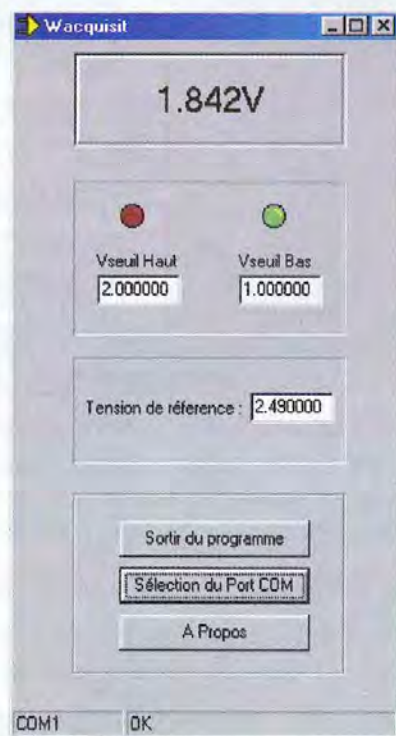 Wacquisit
1.842V
Vseuil Haut Vseuil Bas
2.000000 1.000000
Tension de réference : 2.490000
Sortir du programme
Sélection du Port COM
A Propos
COM1 OK